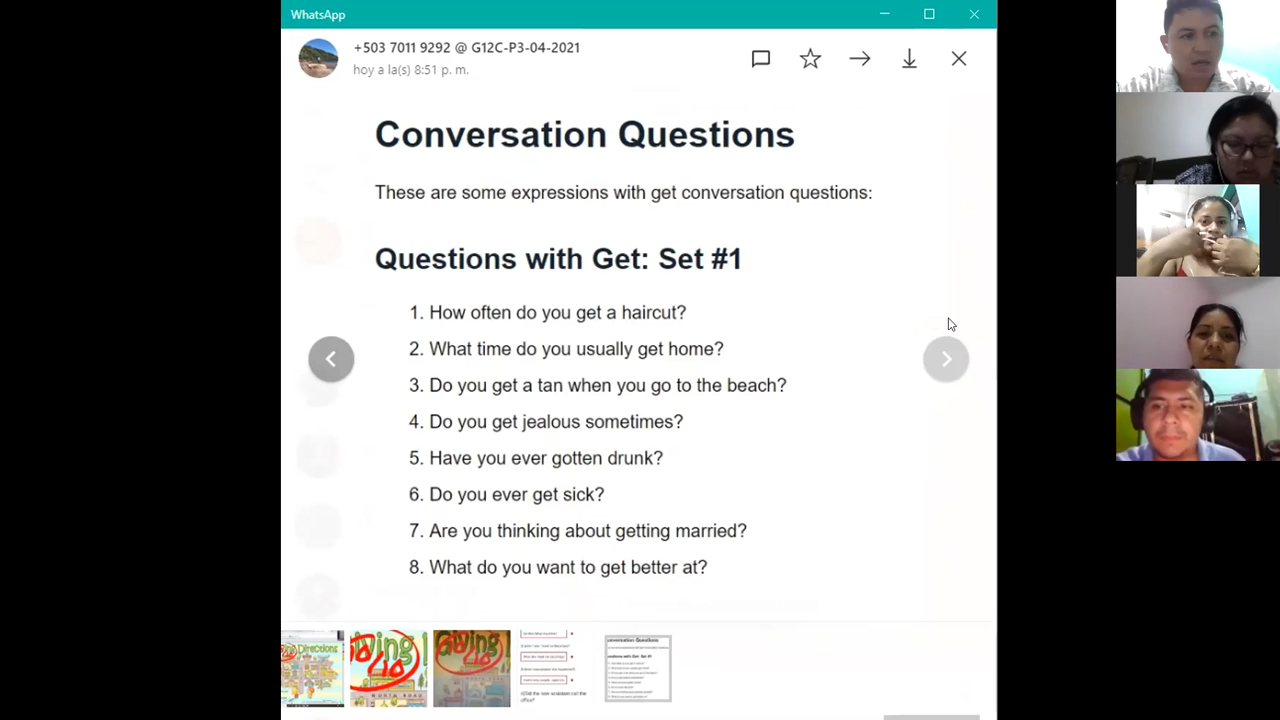 WhatsApp
+503 7011 9292 @ G12C-P3-04-2021
hoy a la(s) 8:51 p. m.
Conversation Questions
These are some expressions with get conversation questions:
Questions with Get: Set #1
1. How often do you get a haircut?
2. What time do you usually get home?
3. Do you get a tan when you go to the beach?
4. Do you get jealous sometimes?
5. Have you ever gotten drunk?
6. Do you ever get sick?
7. Are you thinking about getting married?
8. What do you want to get better at?